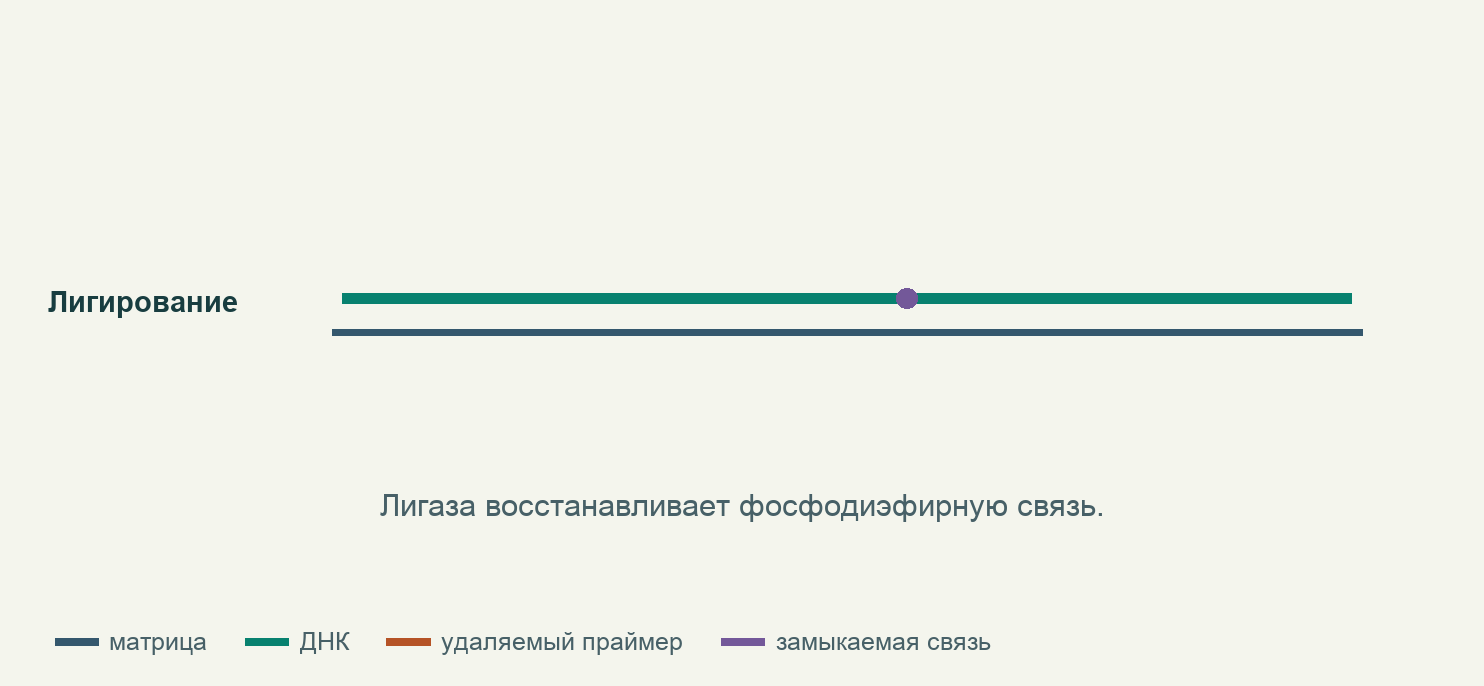 Лигирование
Лигаза восстанавливает фосфодиэфирную связь.
матрица ДНК удаляемый праймер замыкаемая связь